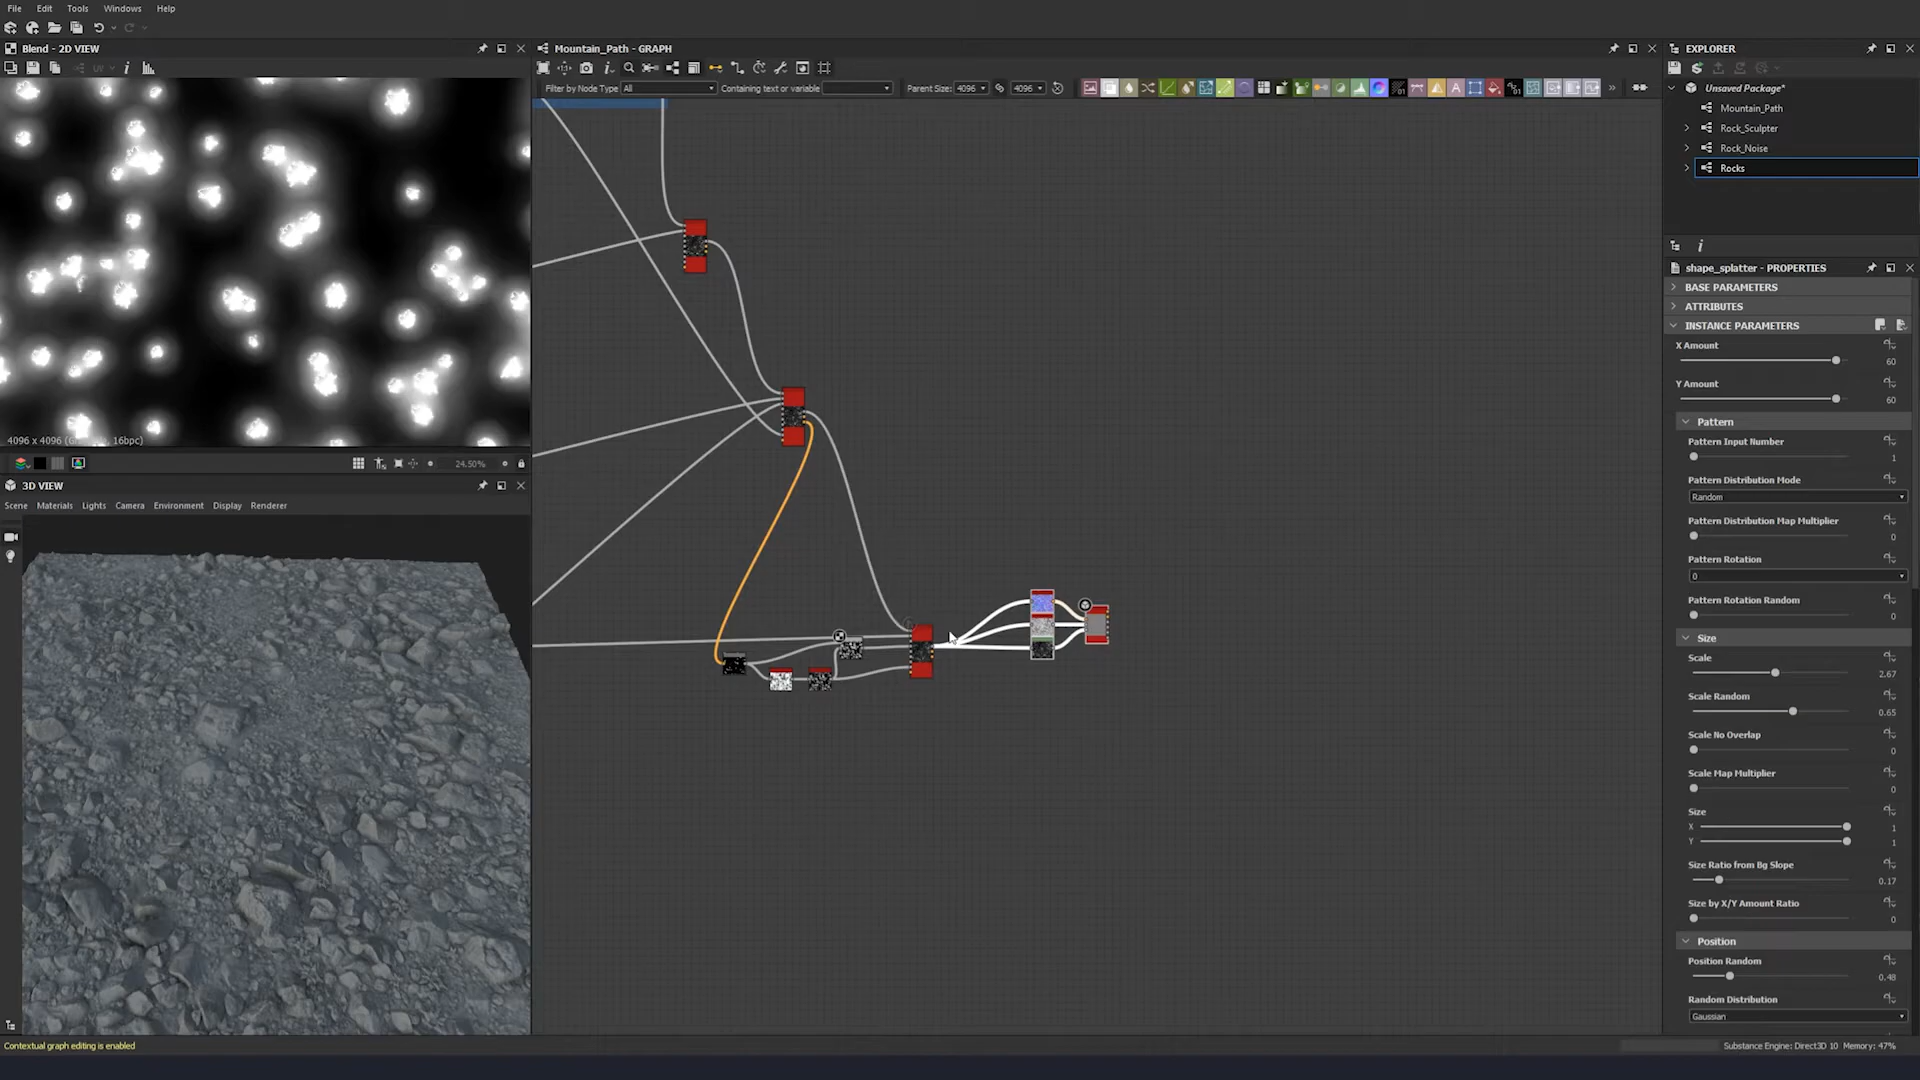 File Edit Tools Windows Help
Blend - 2D VIEW
UV
4096 x 4096 (G 16bpc)
24.50%
3D VIEW
Scene Materials Lights Camera Environment Display Renderer
Mountain_Path - GRAPH
Filter by Node Type All Containing text or variable Parent Size: 4096 4096
EXPLORER
Unsaved Package*
Mountain_Path
Rock_Sculpter
Rock_Noise
Rocks
shape_splatter - PROPERTIES
BASE PARAMETERS
ATTRIBUTES
INSTANCE PARAMETERS
X Amount
60
Y Amount
60
Pattern
Pattern Input Number
1
Pattern Distribution Mode
Random
Pattern Distribution Map Multiplier
0
Pattern Rotation
0
Pattern Rotation Random
0
Size
Scale
2.67
Scale Random
0.65
Scale No Overlap
0
Scale Map Multiplier
0
Size
X 1
Y 1
Size Ratio from Bg Slope
0.17
Size by X/Y Amount Ratio
0
Position
Position Random
0.48
Random Distribution
Gaussian
Contextual graph editing is enabled
Substance Engine: Direct3D 10 Memory: 47%